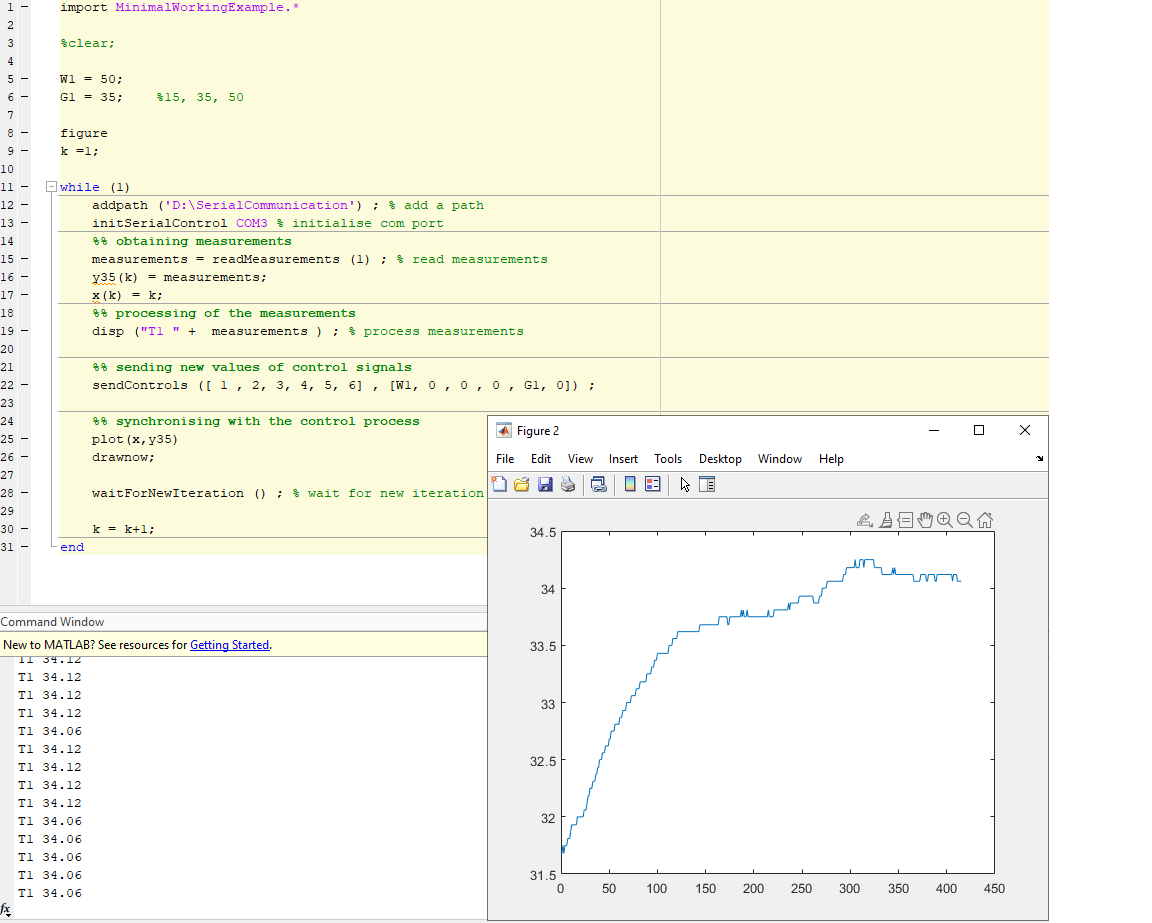 1 import MinimalWorkingExample.*
2
3 %clear;
4
5 W1 = 50;
6 G1 = 35;    %15, 35, 50
7
8 figure
9 k =1;
10
11 while (1)
12     addpath ('D:\SerialCommunication') ; % add a path
13     initSerialControl COM3 % initialise com port
14     %% obtaining measurements
15     measurements = readMeasurements (1) ; % read measurements
16     y35(k) = measurements;
17     x(k) = k;
18     %% processing of the measurements
19     disp ("T1 " +  measurements ) ; % process measurements
20
21     %% sending new values of control signals
22     sendControls ([ 1 , 2, 3, 4, 5, 6] , [W1, 0 , 0 , 0 , G1, 0]) ;
23
24     %% synchronising with the control process
25     plot(x,y35)
26     drawnow;
27
28     waitForNewIteration () ; % wait for new iteration
29
30     k = k+1;
31 end
Command Window
New to MATLAB? See resources for Getting Started.
T1 34.12
T1 34.12
T1 34.12
T1 34.12
T1 34.06
T1 34.12
T1 34.12
T1 34.12
T1 34.12
T1 34.06
T1 34.06
T1 34.06
T1 34.06
T1 34.06
fx
Figure 2
File Edit View Insert Tools Desktop Window Help
34.5
34
33.5
33
32.5
32
31.5
0 50 100 150 200 250 300 350 400 450